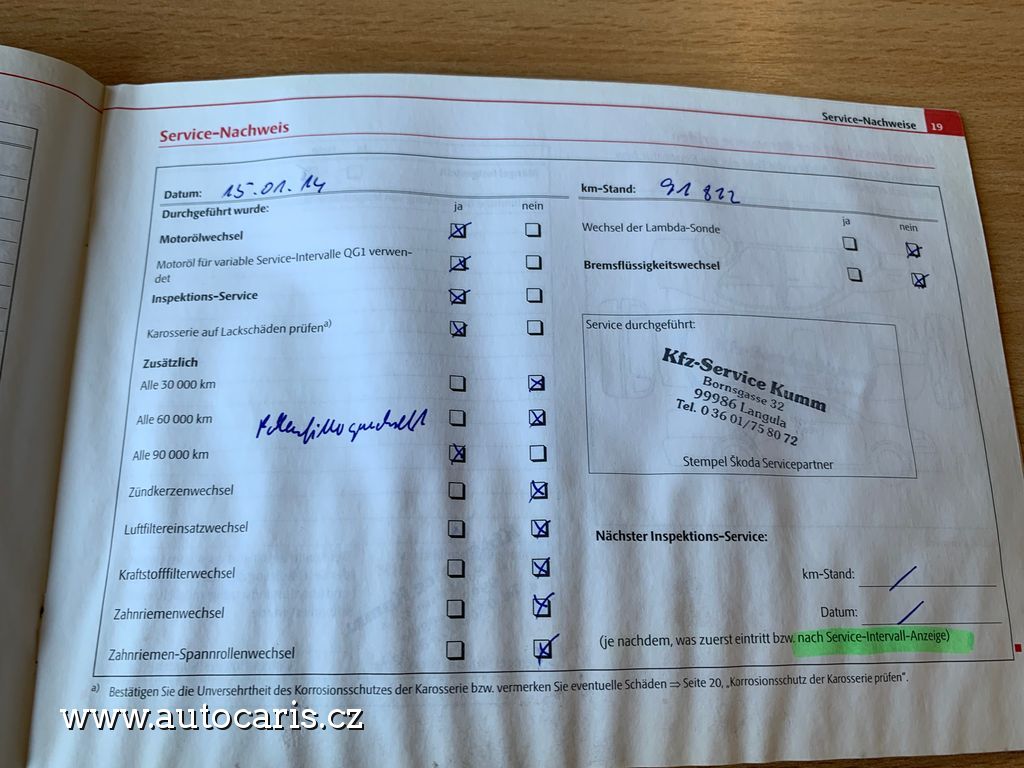 Service-Nachweise 19
Service-Nachweis
Datum: 15.01.14
km-Stand: 91 822
Durchgeführt wurde:
ja nein
Motorölwechsel
Motoröl für variable Service-Intervalle QG1 verwen-
det
Inspektions-Service
Karosserie auf Lackschäden prüfen a)
Zusätzlich
Alle 30 000 km
Alle 60 000 km
Alle 90 000 km
Zündkerzenwechsel
Luftfiltereinsatzwechsel
Kraftstofffilterwechsel
Zahnriemenwechsel
Zahnriemen-Spannrollenwechsel
ja nein
Wechsel der Lambda-Sonde
Bremsflüssigkeitswechsel
Service durchgeführt:
Kfz-Service Kumm
Bornsgasse 32
99986 Langula
Tel. 0 36 01/75 80 72
Stempel Škoda Servicepartner
Nächster Inspektions-Service:
km-Stand: /
Datum: /
(je nachdem, was zuerst eintritt bzw. nach Service-Intervall-Anzeige)
a) Bestätigen Sie die Unversehrtheit des Korrosionsschutzes der Karosserie bzw. vermerken Sie eventuelle Schäden ⇒ Seite 20, „Korrosionsschutz der Karosserie prüfen“.
www.autocaris.cz